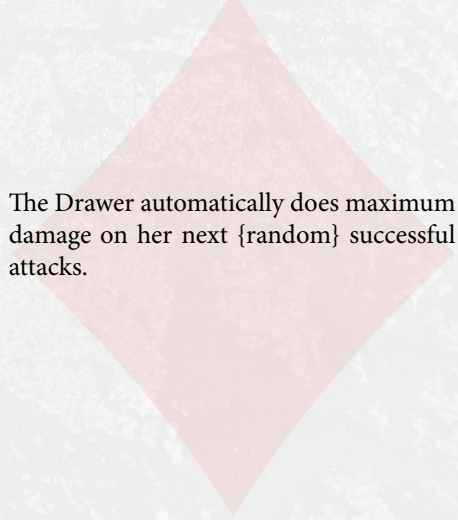 The Drawer automatically does maximum
damage on her next {random} successful
attacks.